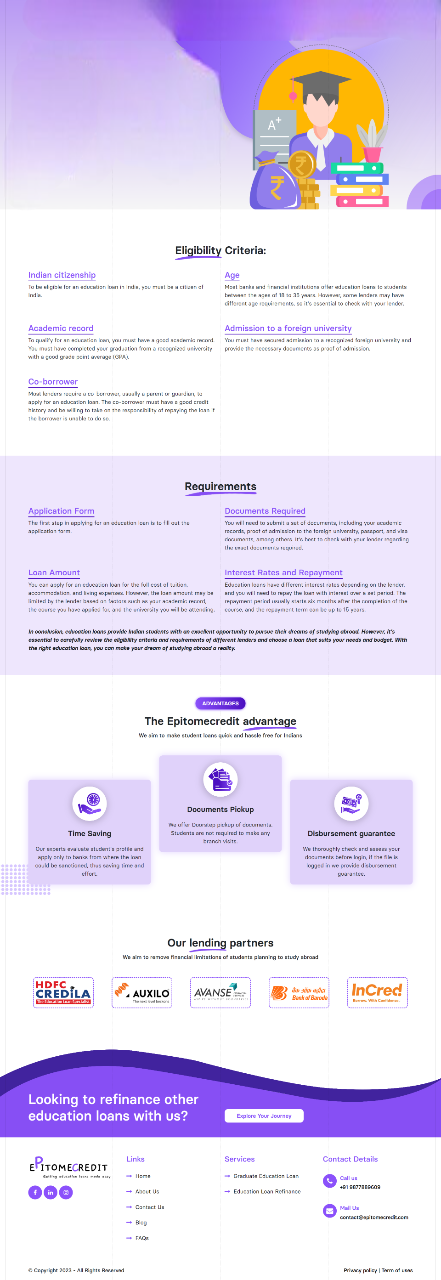 A+
Eligibility Criteria:
Indian citizenship
To be eligible for an education loan in India, you must be a citizen of
India.
Age
Most banks and financial institutions offer education loans to students
between the ages of 18 to 35 years. However, some lenders may have
different age requirements, so it's essential to check with your lender.
Academic record
To qualify for an education loan, you must have a good academic record.
You must have completed your graduation from a recognized university
with a good grade point average (GPA).
Admission to a foreign university
You must have secured admission to a recognized foreign university and
provide the necessary documents as proof of admission.
Co-borrower
Most lenders require a co-borrower, usually a parent or guardian, to
apply for an education loan. The co-borrower must have a good credit
history and be willing to take on the responsibility of repaying the loan if
the borrower is unable to do so.
Requirements
Application Form
The first step in applying for an education loan is to fill out the
application form.
Documents Required
You will need to submit a set of documents, including your academic
records, proof of admission to the foreign university, passport, and visa
documents, among others. It's best to check with your lender regarding
the exact documents required.
Loan Amount
You can apply for an education loan for the full cost of tuition,
accommodation, and living expenses. However, the loan amount may be
limited by the lender based on factors such as your academic record,
the course you have applied for, and the university you will be attending.
Interest Rates and Repayment
Education loans have different interest rates depending on the lender,
and you will need to repay the loan with interest over a set period. The
repayment period usually starts six months after the completion of the
course, and the repayment term can be up to 15 years.
In conclusion, education loans provide Indian students with an excellent opportunity to pursue their dreams of studying abroad. However, it's
essential to carefully review the eligibility criteria and requirements of different lenders and choose a loan that suits your needs and budget. With
the right education loan, you can make your dream of studying abroad a reality.
ADVANTAGES
The Epitomecredit advantage
We aim to make student loans quick and hassle free for Indians
Time Saving
Our experts evaluate student's profile and
apply only to banks from where the loan
could be sanctioned, thus saving time and
effort.
Documents Pickup
We offer Doorstep pickup of documents.
Students are not required to make any
branch visits.
Disbursement guarantee
We thoroughly check and assess your
documents before login, if the file is
logged in we provide disbursement
guarantee.
Our lending partners
We aim to remove financial limitations of students planning to study abroad
HDFC
CREDILA
AUXILO
AVANSE
Bank of Baroda
InCred
Looking to refinance other
education loans with us?
Explore Your Journey
EPITOMECREDIT
Getting education loans made easy
Links
Home
About Us
Contact Us
Blog
FAQs
Services
Graduate Education Loan
Education Loan Refinance
Contact Details
Call us
+91 9877889609
Mail Us
contact@epitomecredit.com
© Copyright 2023 - All Rights Reserved
Privacy policy | Term of uses